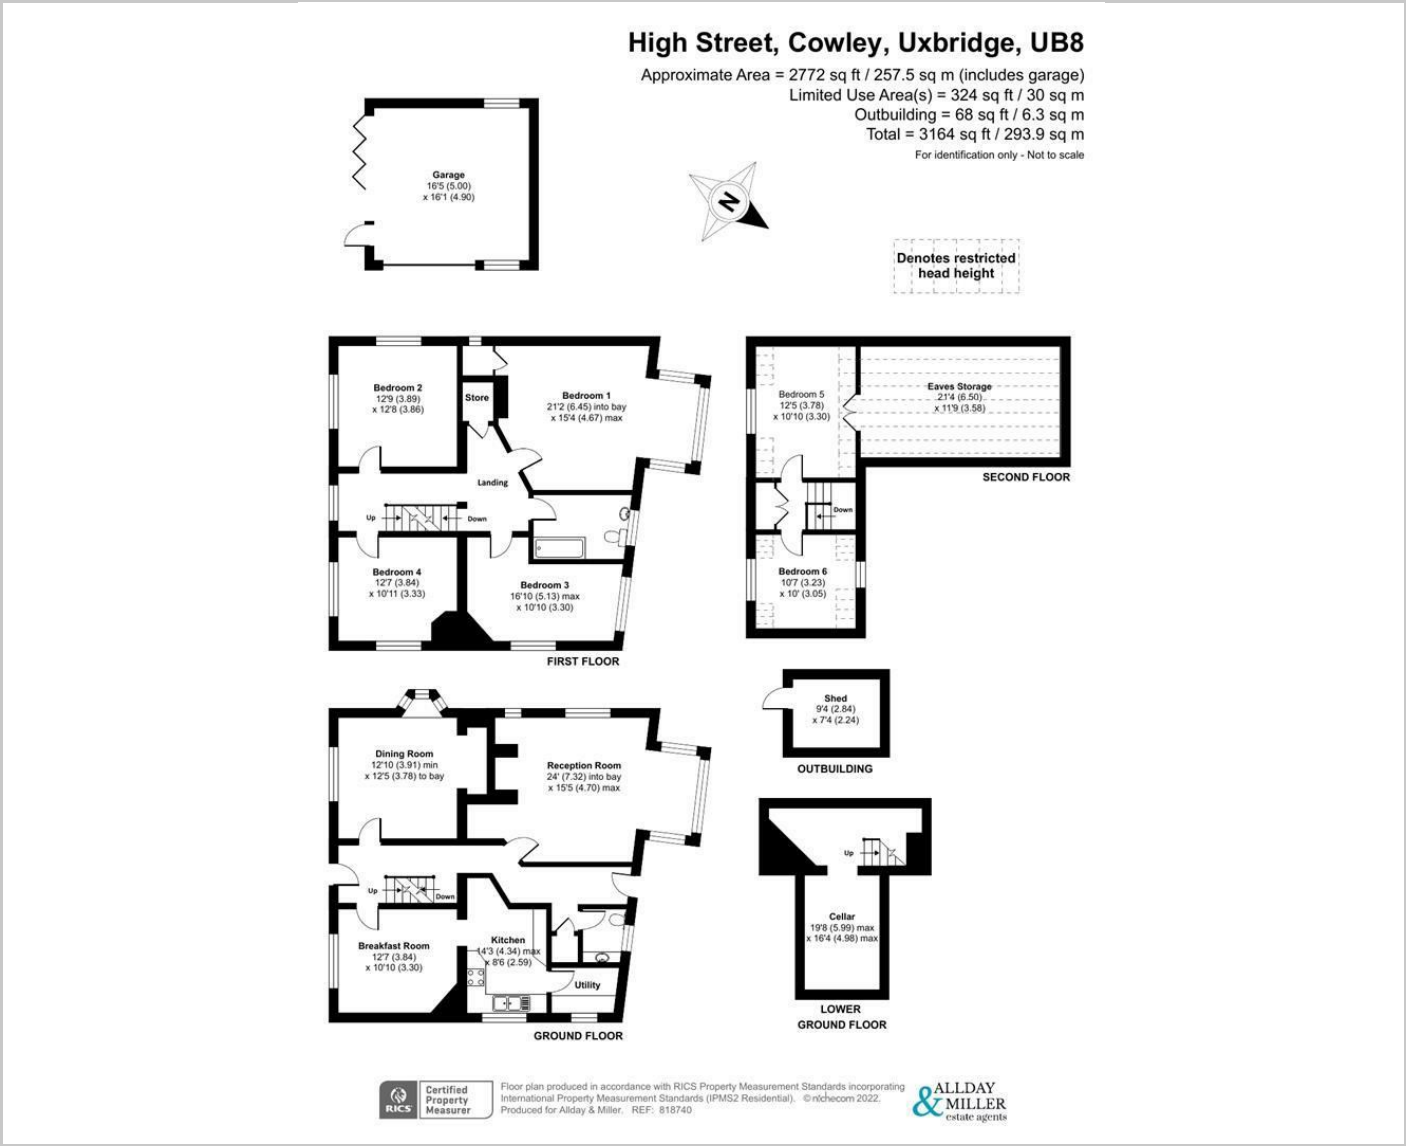 High Street, Cowley, Uxbridge, UB8
Approximate Area = 2772 sq ft / 257.5 sq m (includes garage)
Limited Use Area(s) = 324 sq ft / 30 sq m
Outbuilding = 68 sq ft / 6.3 sq m
Total = 3164 sq ft / 293.9 sq m
For identification only - Not to scale
Garage
16'5 (5.00)
x 16'1 (4.90)
N
Denotes restricted
head height
Bedroom 2
12'9 (3.89)
x 12'8 (3.86)
Store
Bedroom 1
21'2 (6.45) into bay
x 15'4 (4.67) max
Landing
Up
Down
Bedroom 4
12'7 (3.84)
x 10'11 (3.33)
Bedroom 3
16'10 (5.13) max
x 10'10 (3.30)
FIRST FLOOR
Bedroom 5
12'5 (3.78)
x 10'10 (3.30)
Eaves Storage
21'4 (6.50)
x 11'9 (3.58)
SECOND FLOOR
Down
Bedroom 6
10'7 (3.23)
x 10' (3.05)
Shed
9'4 (2.84)
x 7'4 (2.24)
OUTBUILDING
Dining Room
12'10 (3.91) min
x 12'5 (3.78) to bay
Reception Room
24' (7.32) into bay
x 15'5 (4.70) max
Up
Down
Breakfast Room
12'7 (3.84)
x 10'10 (3.30)
Kitchen
14'3 (4.34) max
x 8'6 (2.59)
Utility
GROUND FLOOR
Up
Cellar
19'8 (5.99) max
x 16'4 (4.98) max
LOWER
GROUND FLOOR
RICS
Certified
Property
Measurer
Floor plan produced in accordance with RICS Property Measurement Standards incorporating
International Property Measurement Standards (IPMS2 Residential). © nichecom 2022.
Produced for Allday & Miller. REF: 818740
ALLDAY
& MILLER
estate agents